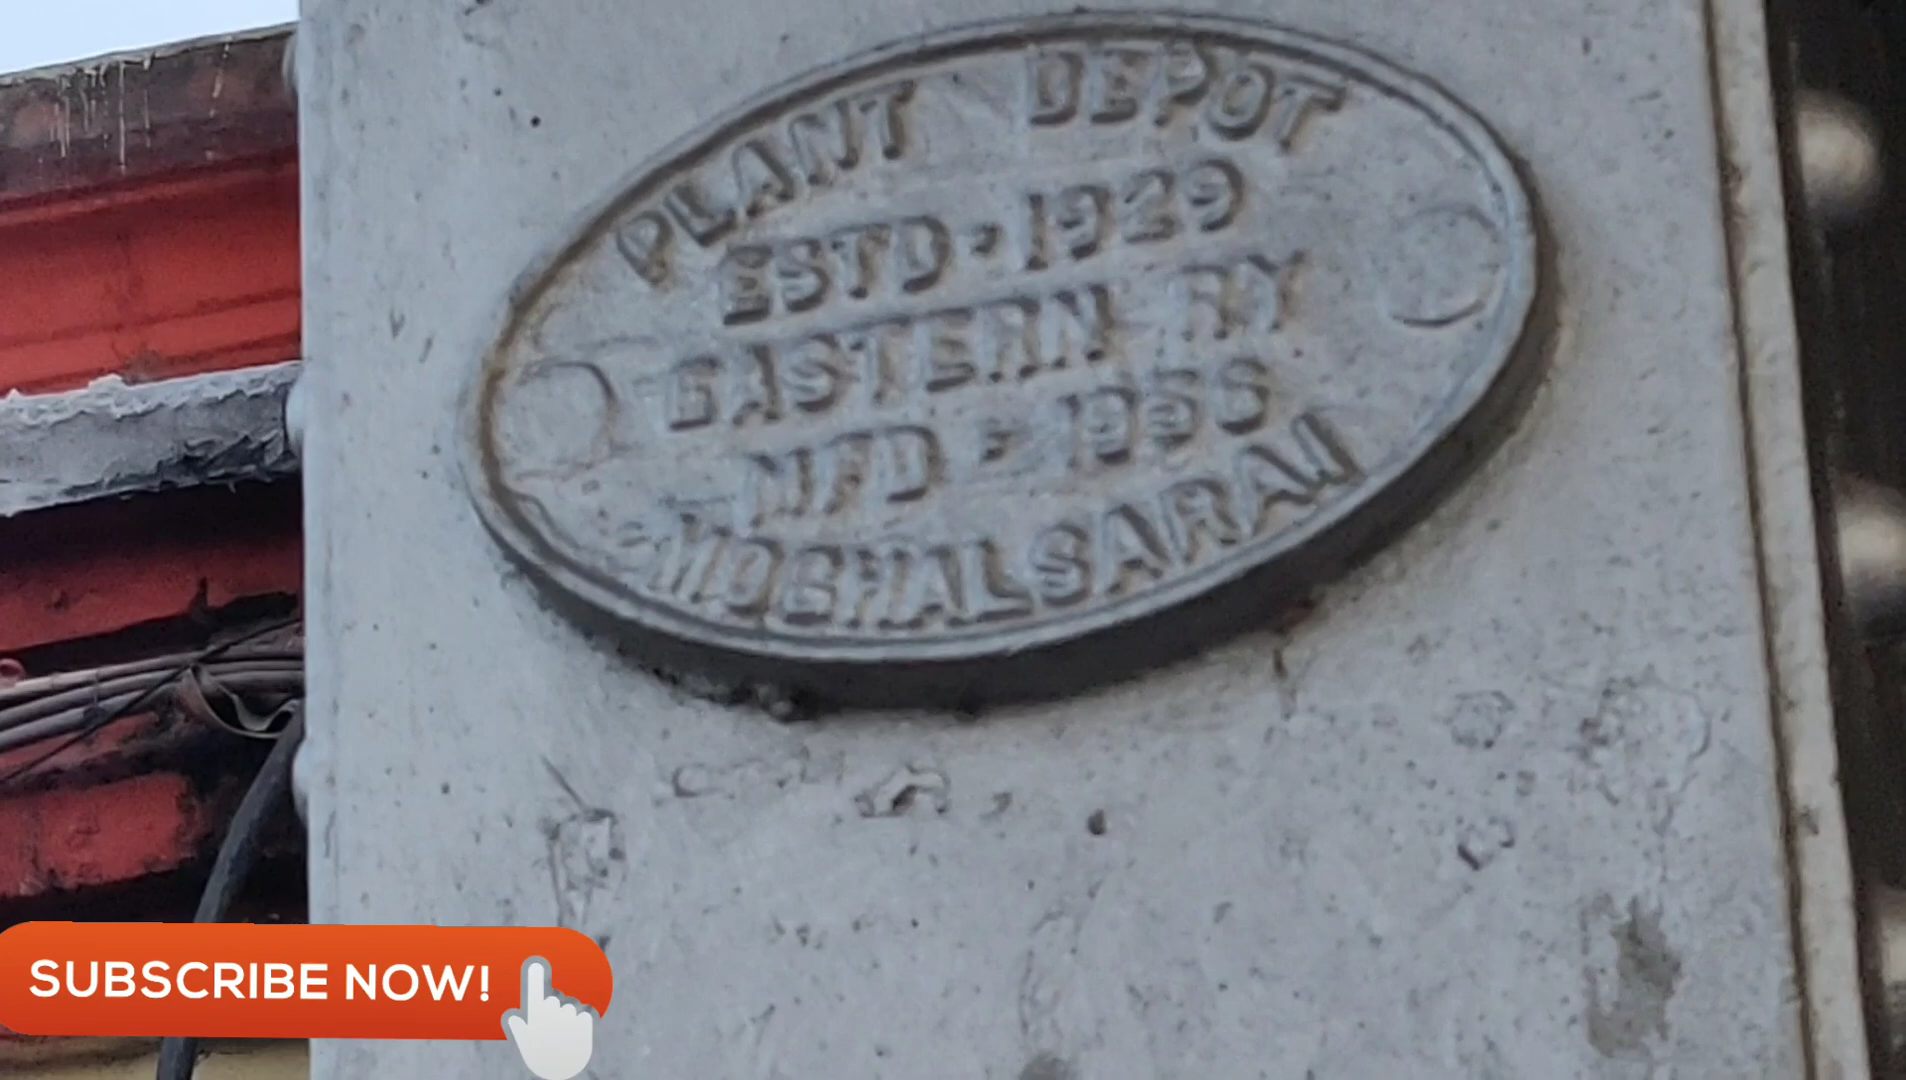 PLANT DEPOT
ESTD·1929
EASTERN RY
MFD·1956
MOGHALSARAI
SUBSCRIBE NOW!